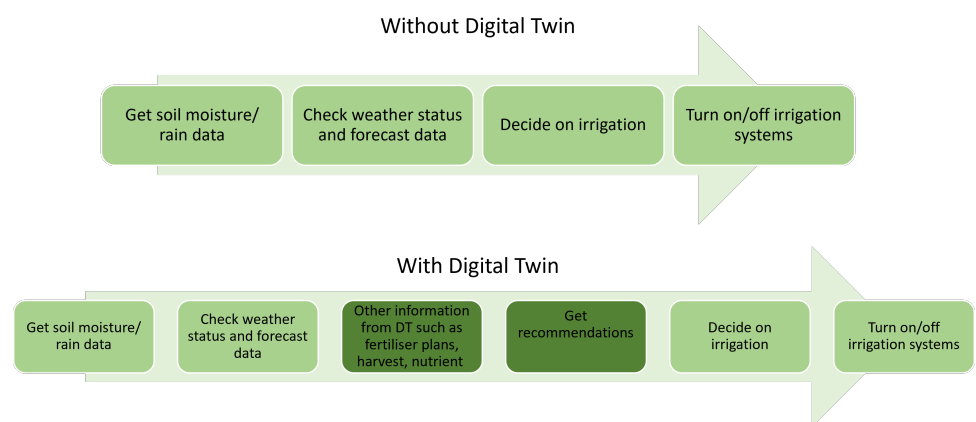 Without Digital Twin
Get soil moisture/
rain data
Check weather status
and forecast data
Decide on irrigation
Turn on/off irrigation
systems
With Digital Twin
Get soil moisture/
rain data
Check weather
status and forecast
data
Other information
from DT such as
fertiliser plans,
harvest, nutrient
Get
recommendations
Decide on
irrigation
Turn on/off
irrigation systems